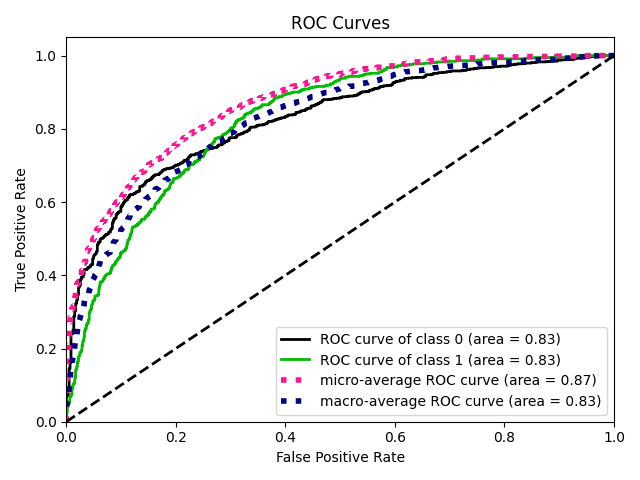 ROC Curves
True Positive Rate
1.0
0.8
0.6
0.4
0.2
0.0
0.0 0.2 0.4 0.6 0.8 1.0
False Positive Rate
ROC curve of class 0 (area = 0.83)
ROC curve of class 1 (area = 0.83)
micro-average ROC curve (area = 0.87)
macro-average ROC curve (area = 0.83)